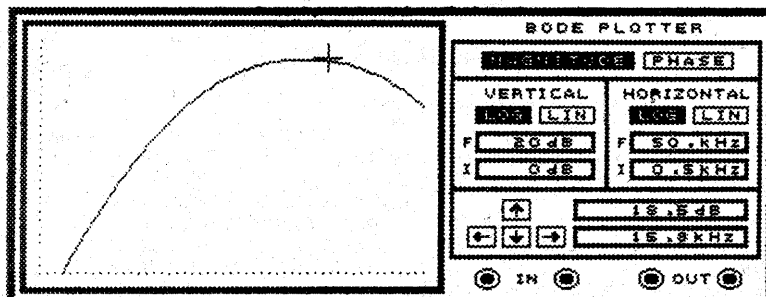 BODE PLOTTER
MAGNITUDE PHASE
VERTICAL
LOG LIN
F 20dB
I 0dB
HORIZONTAL
LOG LIN
F 50.kHz
I 0.5kHz
18.5dB
15.8kHz
IN OUT